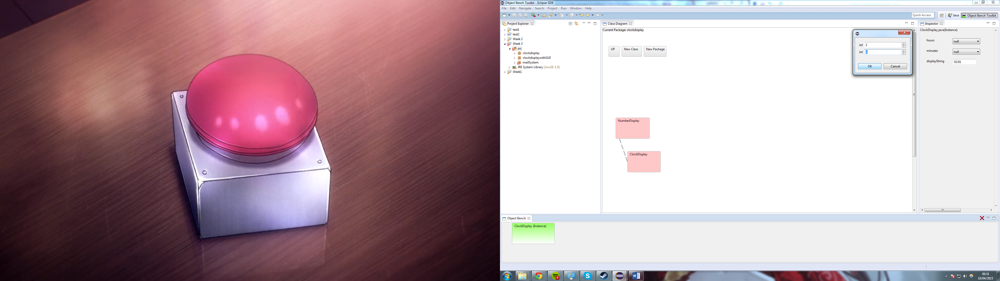 Object Bench Toolkit - Eclipse SDK
File Edit Navigate Search Project Run Window Help
Quick Access
Java
Object Bench Toolkit
Project Explorer
test1
test2
Week 2
Week 3
src
clockdisplay
clockdisplaywithGUI
mailSystem
JRE System Library [JavaSE-1.8]
Week1
Class Diagram
Current Package: clockdisplay
UP
New Class
New Package
NumberDisplay
ClockDisplay
int 2
int 1
OK
Cancel
Inspector
ClockDisplay.java(Instance)
hours null
minutes null
displayString 02:01
Object Bench
ClockDisplay (Instance)
5
00:31
10/04/2015